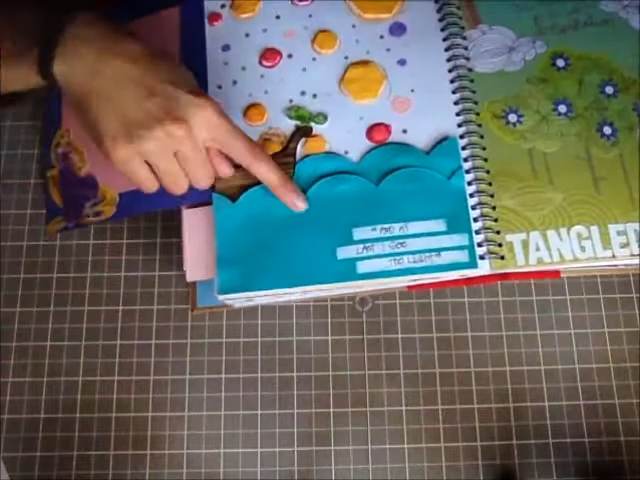 "AND AT
LAST I SEE
THE LIGHT"
TANGLED